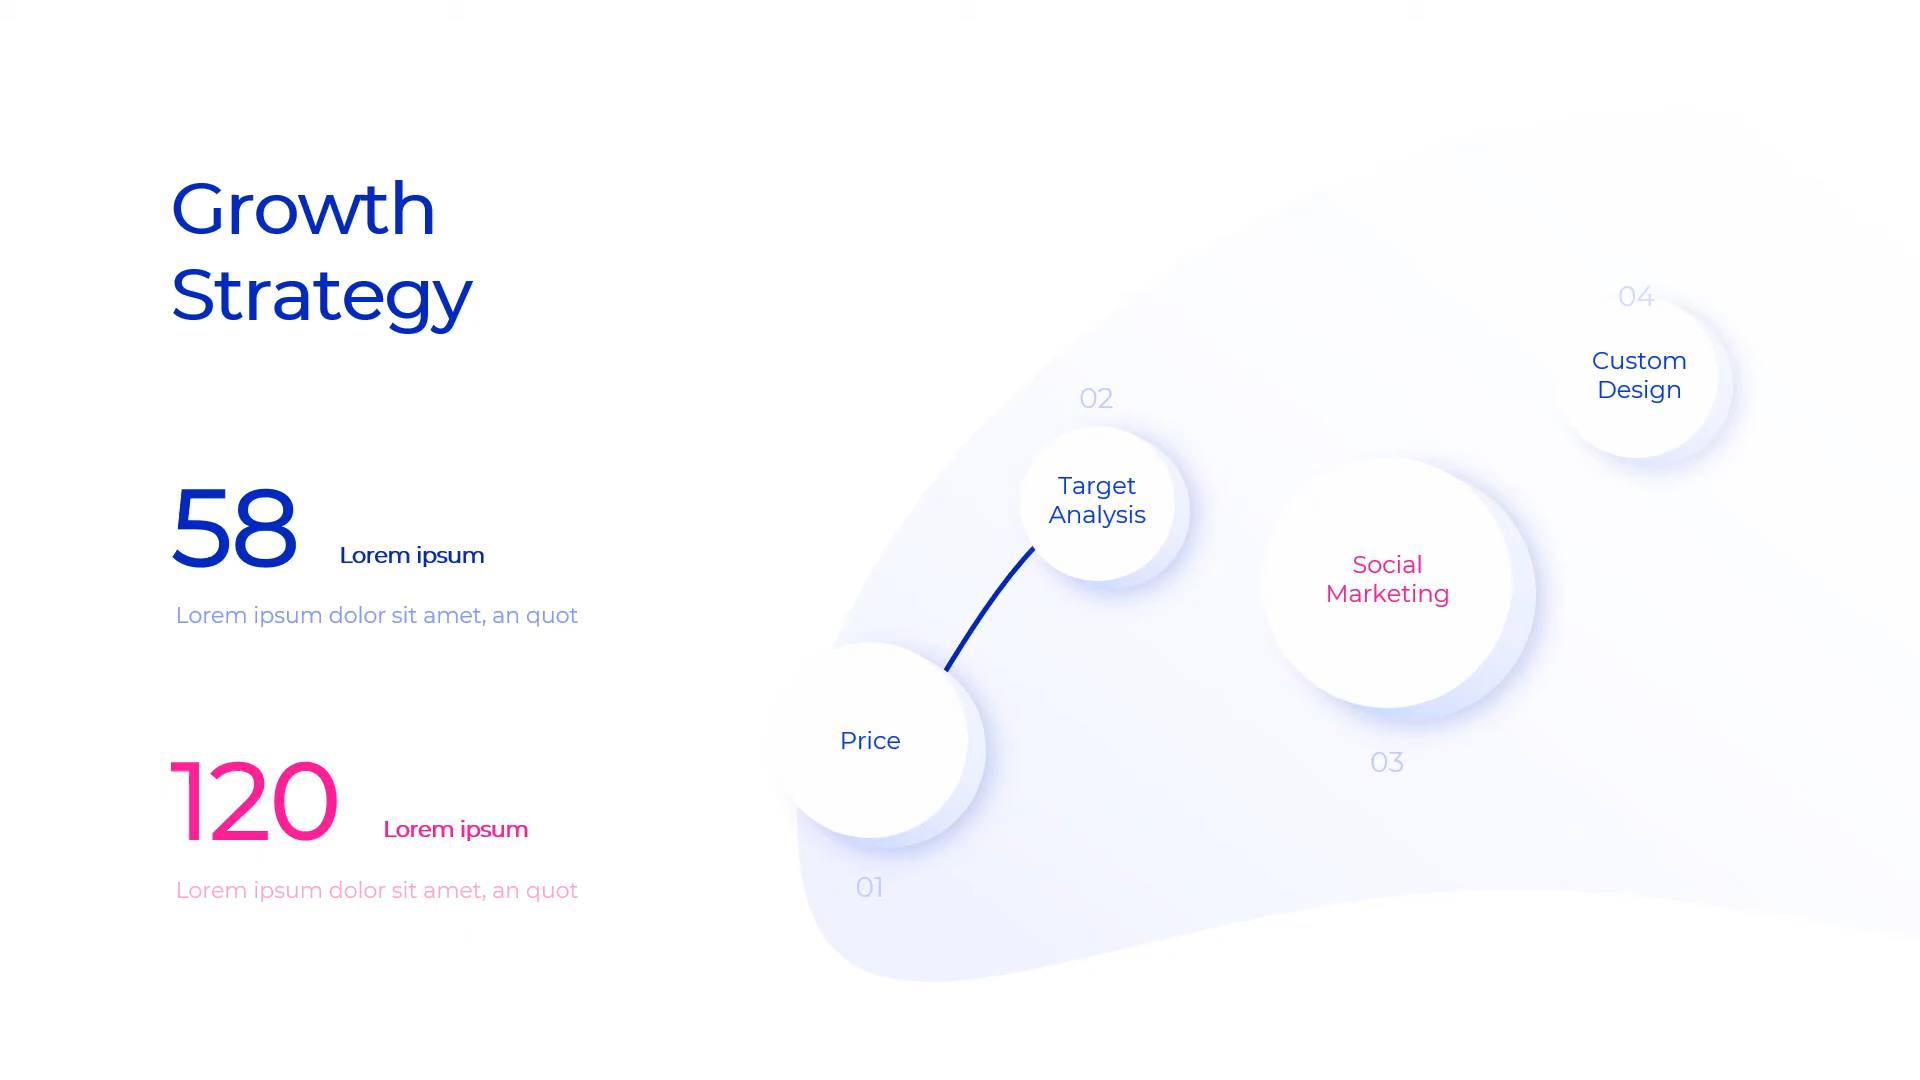 Growth
Strategy
58
Lorem ipsum
Lorem ipsum dolor sit amet, an quot
120
Lorem ipsum
Lorem ipsum dolor sit amet, an quot
Price
01
02
Target
Analysis
Social
Marketing
03
04
Custom
Design